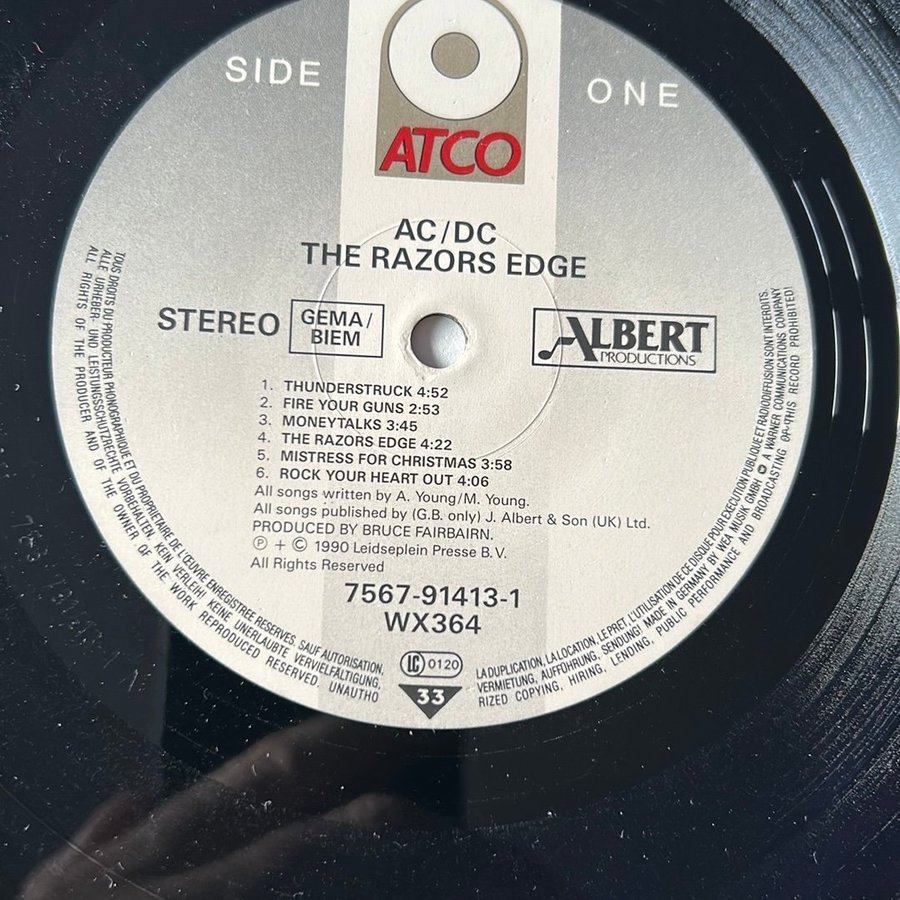 SIDE ONE
ATCO
AC/DC
THE RAZORS EDGE
STEREO
GEMA/
BIEM
ALBERT
PRODUCTIONS
1. THUNDERSTRUCK 4:52
2. FIRE YOUR GUNS 2:53
3. MONEYTALKS 3:45
4. THE RAZORS EDGE 4:22
5. MISTRESS FOR CHRISTMAS 3:58
6. ROCK YOUR HEART OUT 4:06
All songs written by A. Young/M. Young.
All songs published by (G.B. only) J. Albert & Son (UK) Ltd.
PRODUCED BY BRUCE FAIRBAIRN.
℗ + © 1990 Leidseplein Presse B.V.
All Rights Reserved
7567-91413-1
WX364
LC 0120
33
TOUS DROITS DU PRODUCTEUR PHONOGRAPHIQUE ET DU PROPRIETAIRE DE L'ŒUVRE ENREGISTREE RESERVES. SAUF AUTORISATION,
LA DUPLICATION, LA LOCATION, LE PRET, L'UTILISATION DE CE DISQUE POUR EXECUTION PUBLIQUE ET RADIODIFFUSION SONT INTERDITS.
ALLE URHEBER- UND LEISTUNGSSCHUTZRECHTE VORBEHALTEN. KEIN VERLEIH! KEINE UNERLAUBTE VERVIELFÄLTIGUNG,
VERMIETUNG, AUFFÜHRUNG, SENDUNG! MADE IN GERMANY BY WEA MUSIK GMBH A WARNER COMMUNICATIONS COMPANY
ALL RIGHTS OF THE PRODUCER AND OF THE OWNER OF THE WORK REPRODUCED RESERVED. UNAUTHO
RIZED COPYING, HIRING, LENDING, PUBLIC PERFORMANCE AND BROADCASTING OF THIS RECORD PROHIBITED!